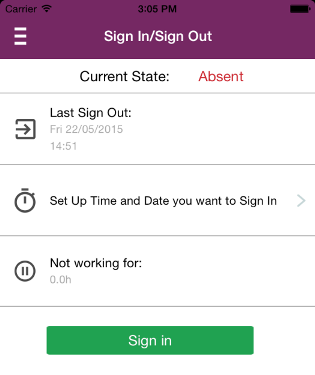 Carrier 3:05 PM
Sign In/Sign Out
Current State: Absent
Last Sign Out:
Fri 22/05/2015
14:51
Set Up Time and Date you want to Sign In
Not working for:
0.0h
Sign in